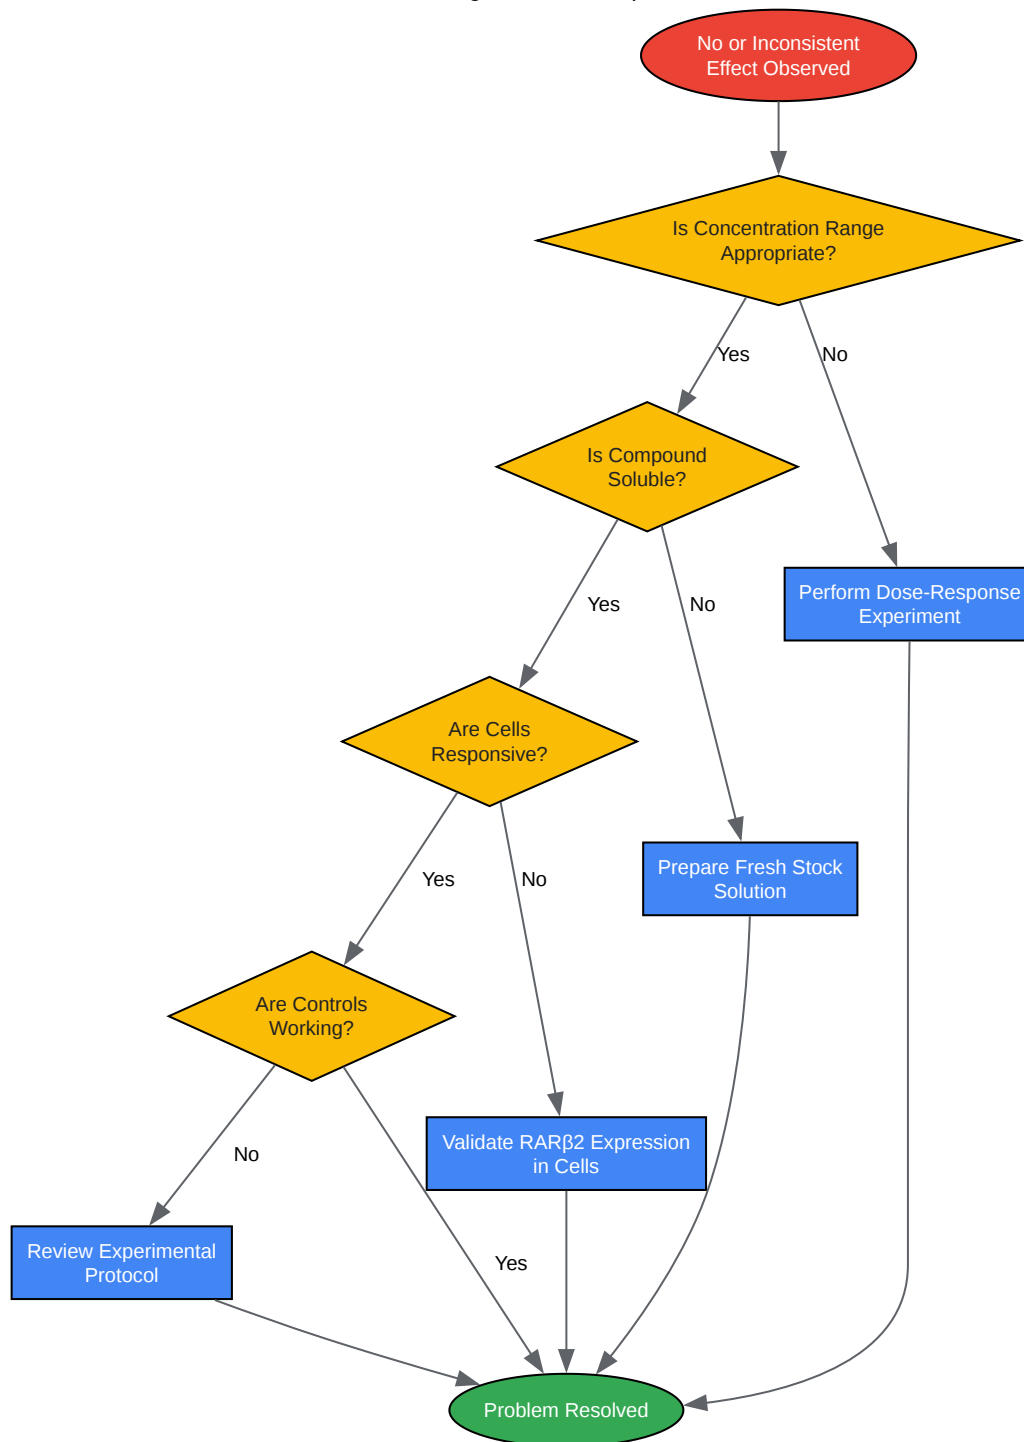 No or Inconsistent
Effect Observed
Is Concentration Range
Appropriate?
Yes
No
Is Compound
Soluble?
Yes
No
Perform Dose-Response
Experiment
Are Cells
Responsive?
Yes
No
Prepare Fresh Stock
Solution
Are Controls
Working?
No
Yes
Validate RARβ2 Expression
in Cells
Review Experimental
Protocol
Problem Resolved